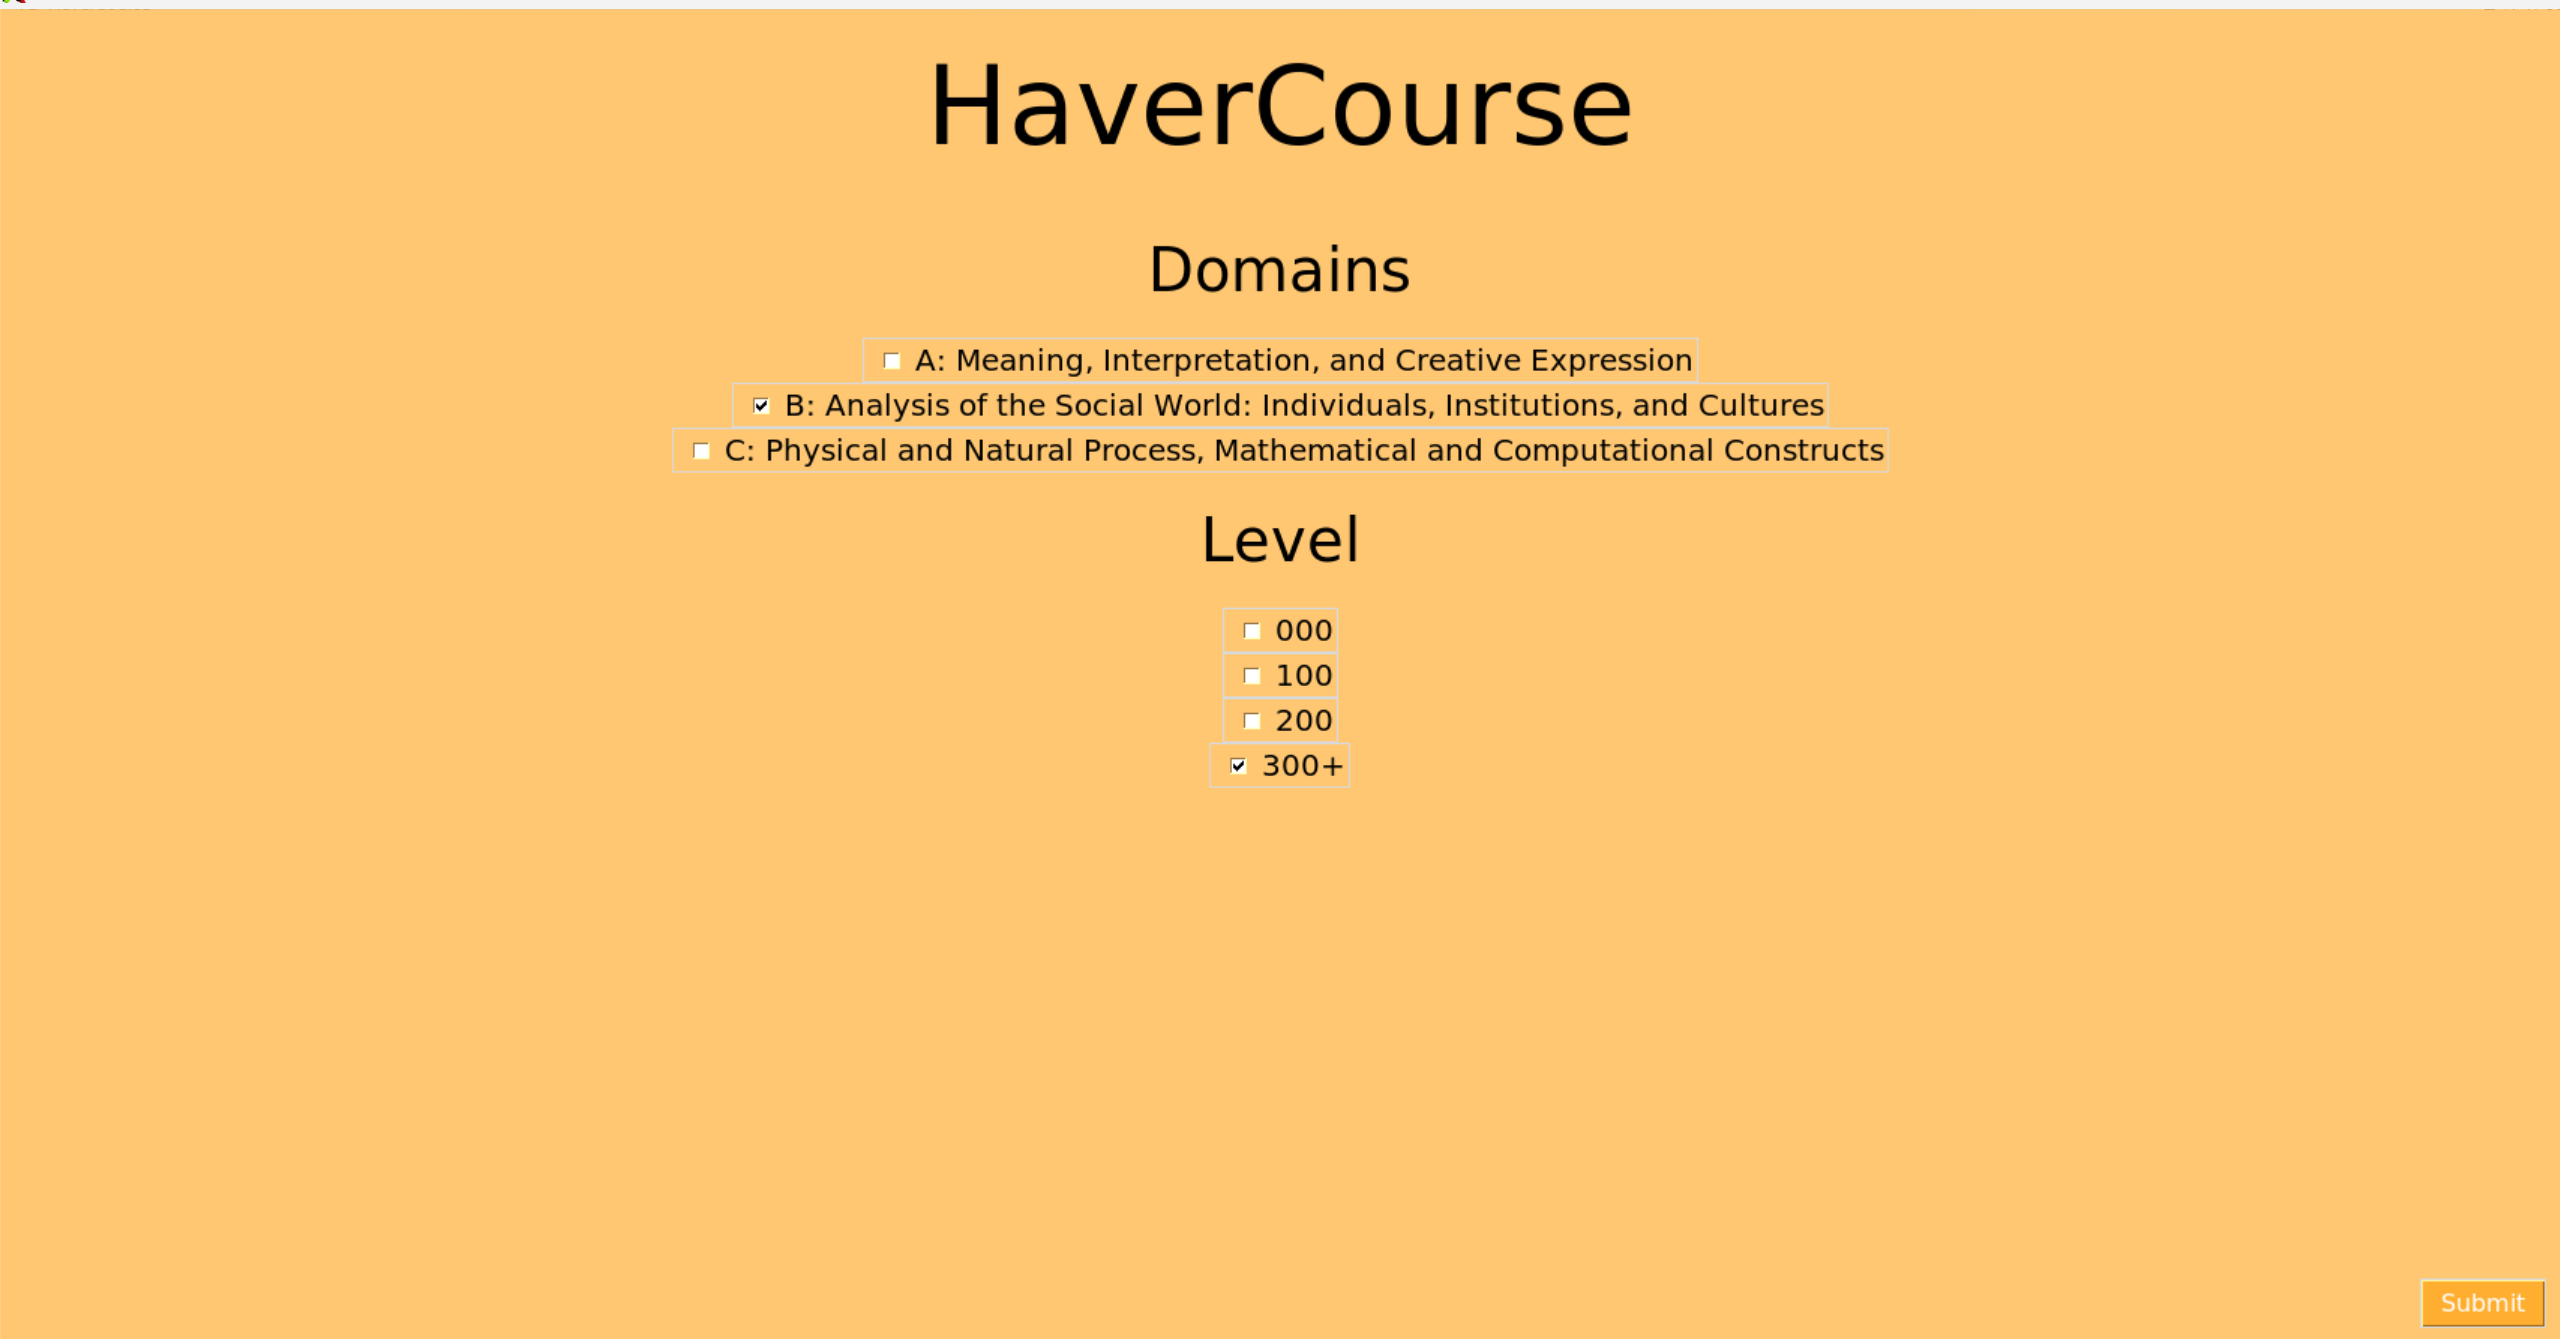 HaverCourse
Domains
A: Meaning, Interpretation, and Creative Expression
B: Analysis of the Social World: Individuals, Institutions, and Cultures
C: Physical and Natural Process, Mathematical and Computational Constructs
Level
000
100
200
300+
Submit